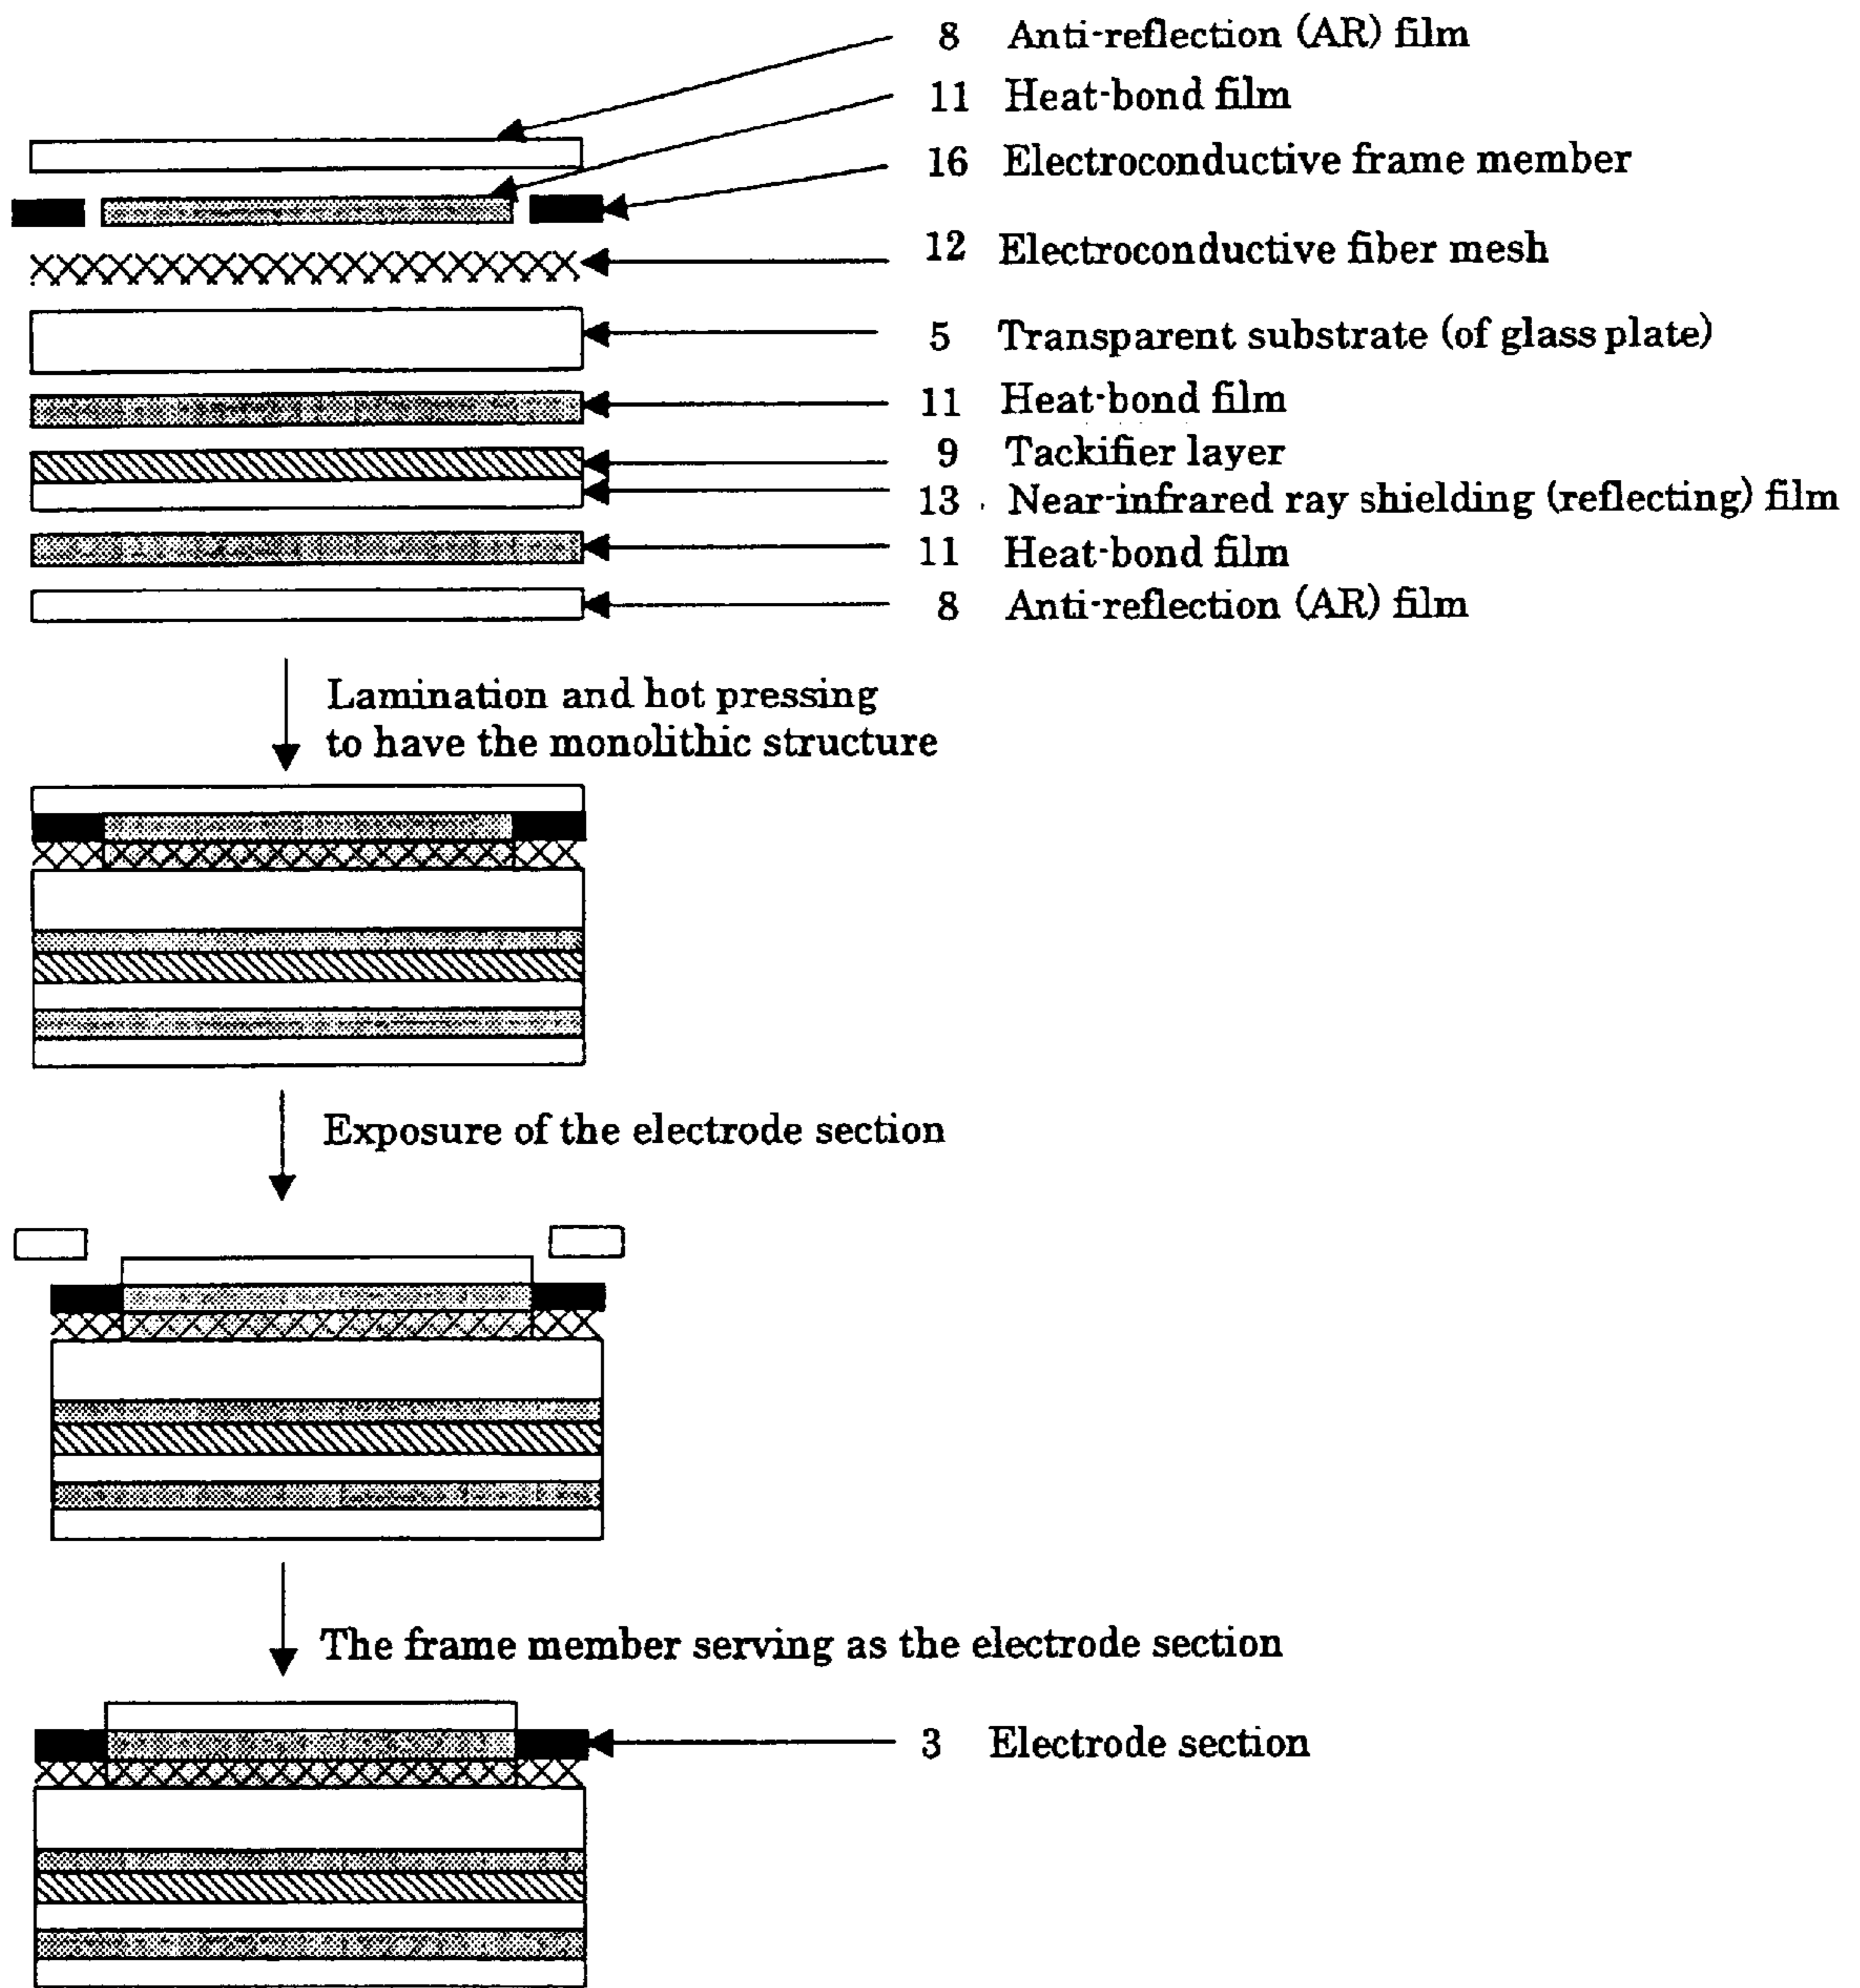 8 Anti-reflection (AR) film
11 Heat-bond film
16 Electroconductive frame member
12 Electroconductive fiber mesh
5 Transparent substrate (of glass plate)
11 Heat-bond film
9 Tackifier layer
13 Near-infrared ray shielding (reflecting) film
11 Heat-bond film
8 Anti-reflection (AR) film
Lamination and hot pressing
to have the monolithic structure
Exposure of the electrode section
The frame member serving as the electrode section
3 Electrode section